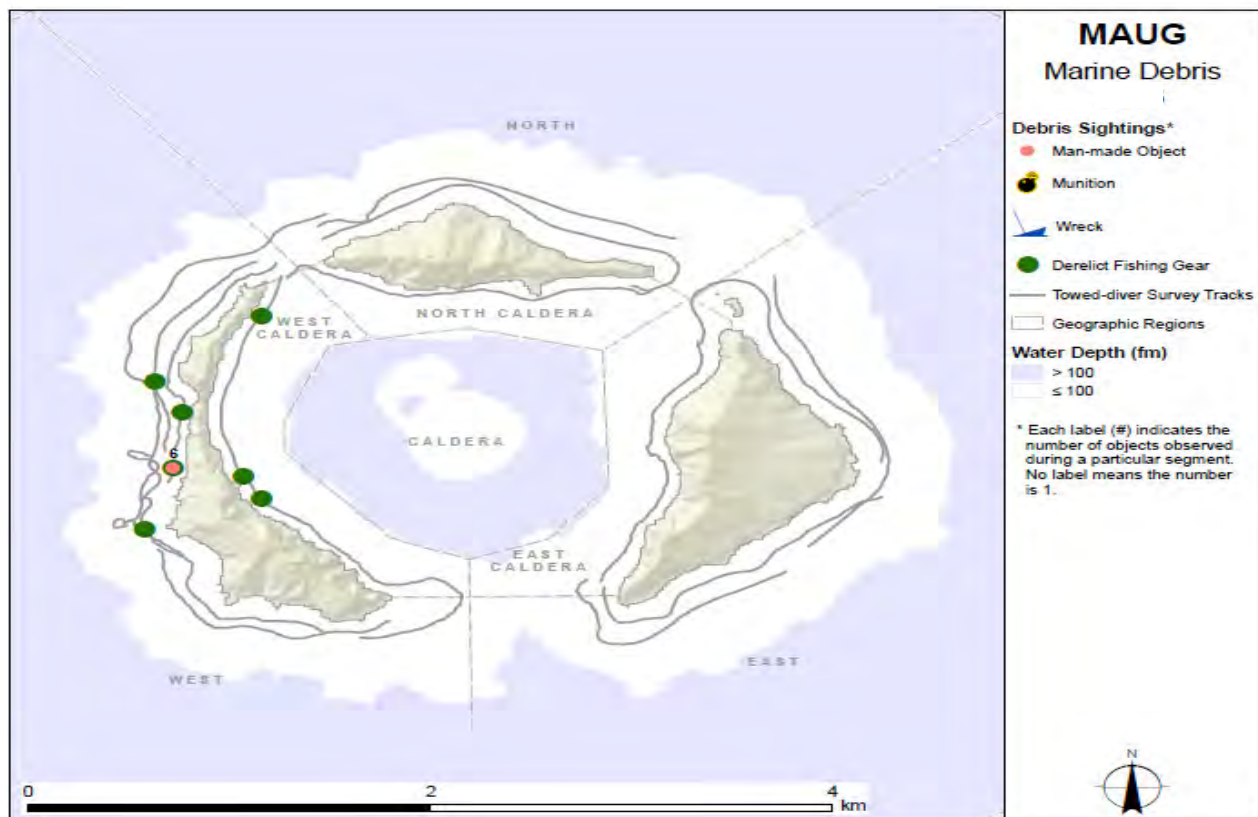 MAUG
Marine Debris
Debris Sightings*
Man-made Object
Munition
Wreck
Derelict Fishing Gear
Towed-diver Survey Tracks
Geographic Regions
Water Depth (fm)
> 100
≤ 100
* Each label (#) indicates the
number of objects observed
during a particular segment.
No label means the number
is 1.
N
NORTH
WEST
CALDERA
NORTH CALDERA
CALDERA
6
EAST
CALDERA
WEST
EAST
0
2
4
km